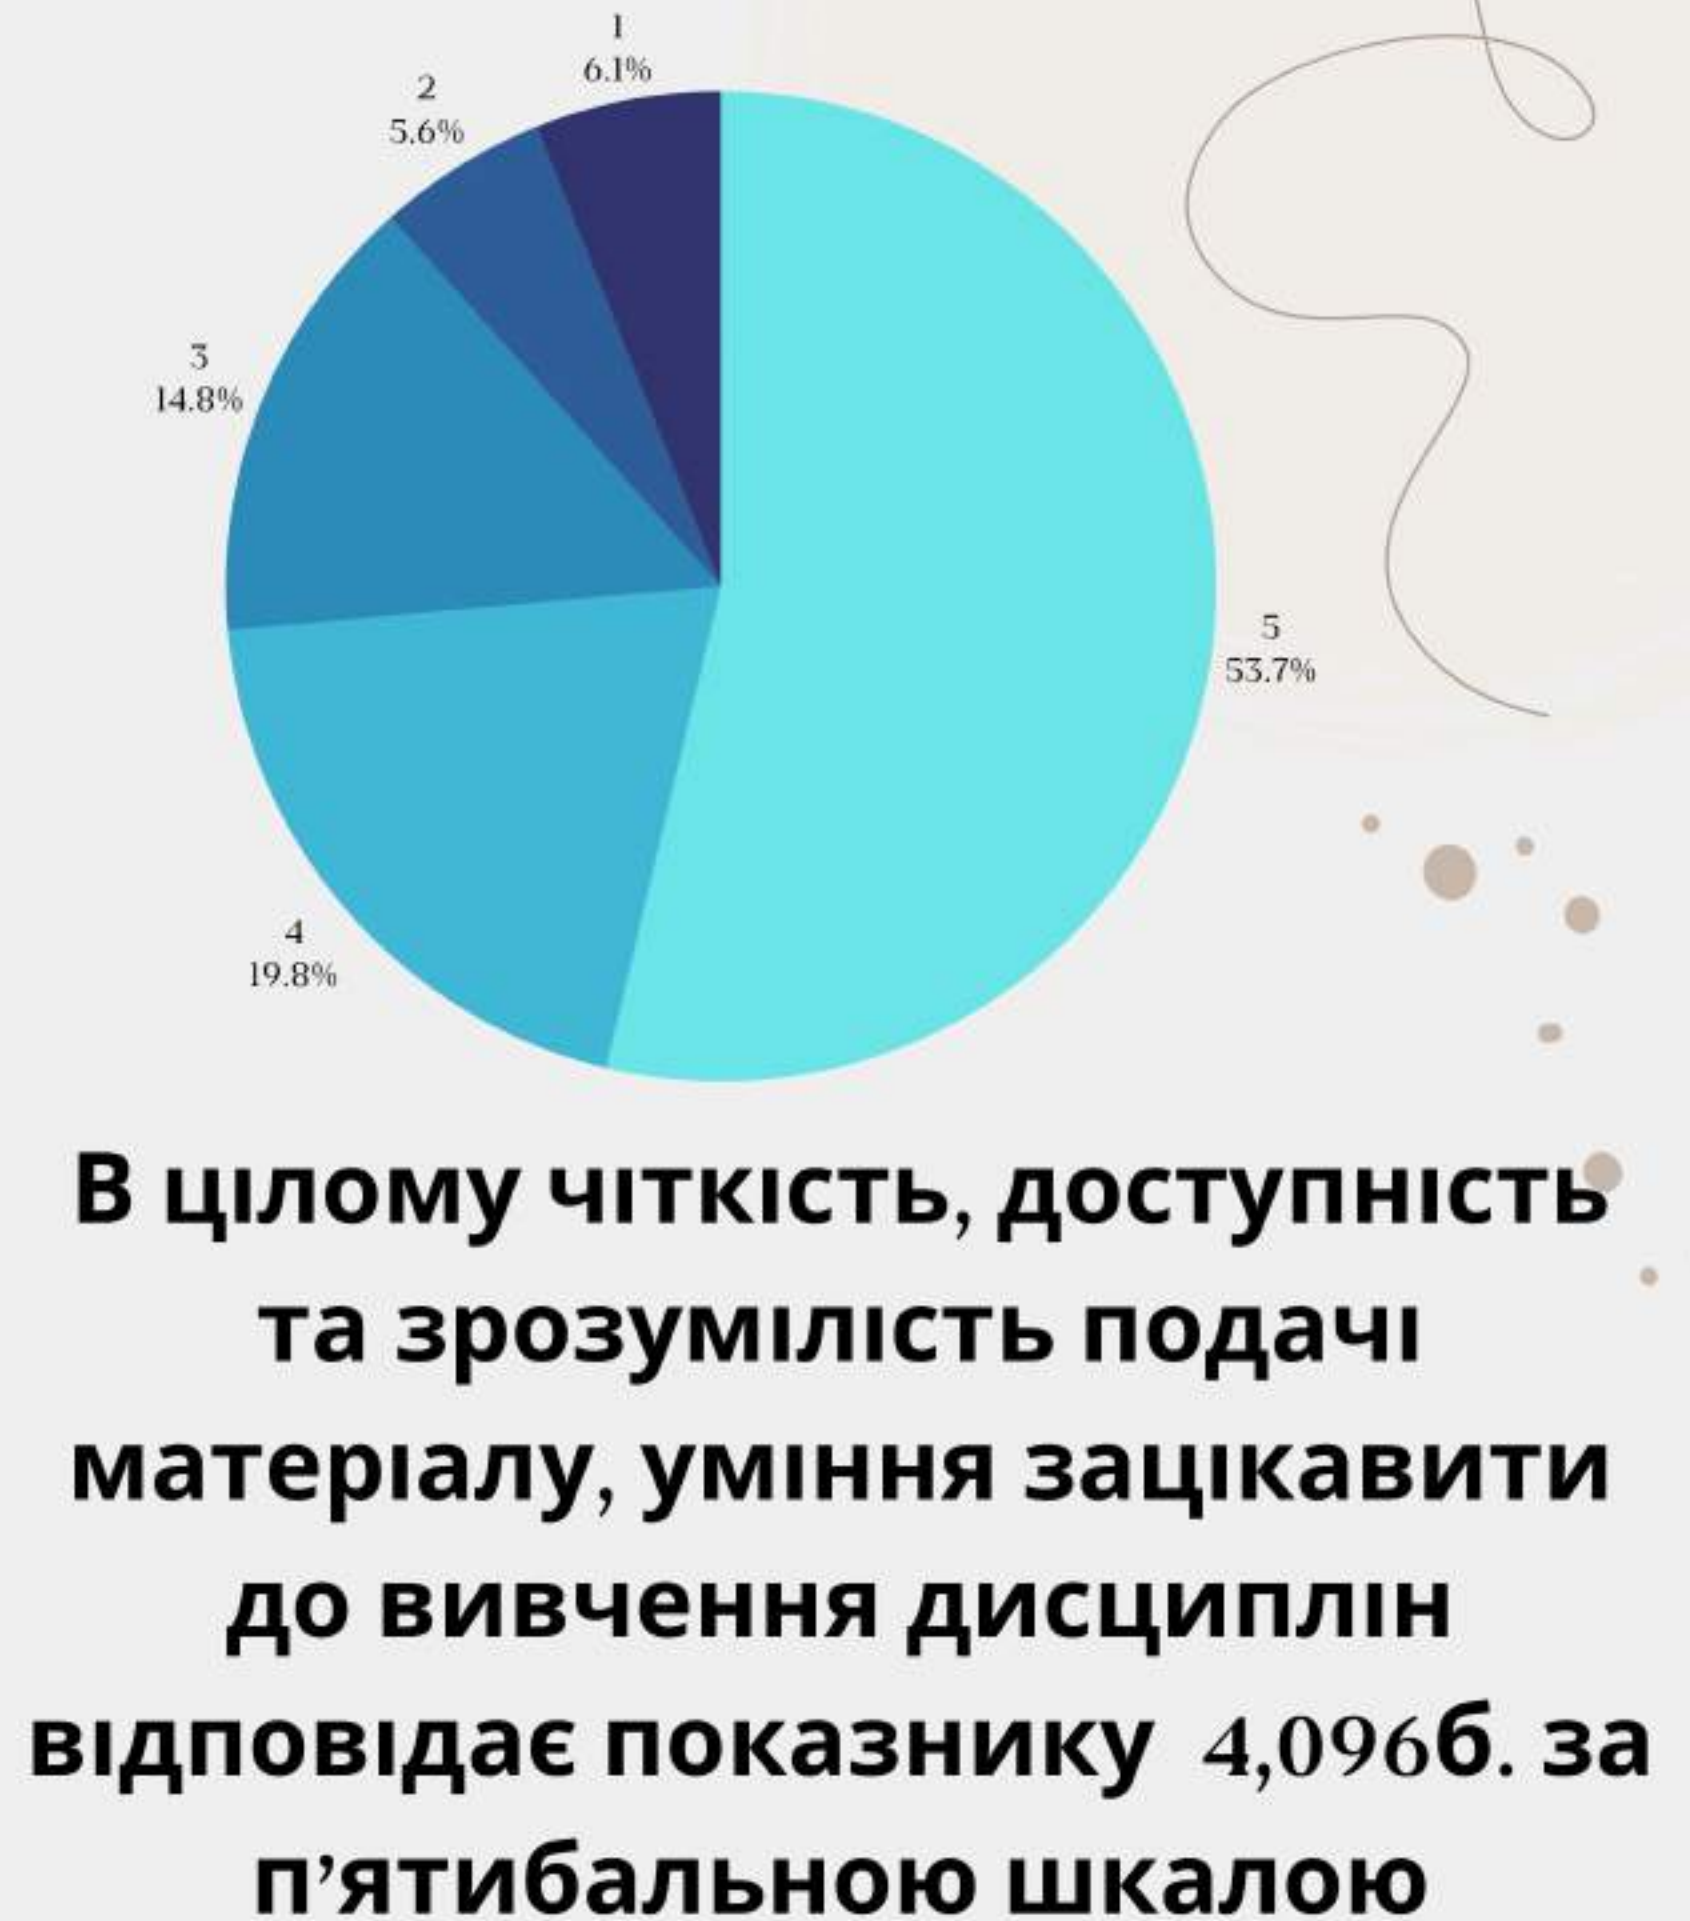 1
6.1%
2
5.6%
3
14.8%
5
53.7%
4
19.8%
В цілому чіткість, доступність
та зрозумілість подачі
матеріалу, уміння зацікавити
до вивчення дисциплін
відповідає показнику 4,096б. за
п’ятибальною шкалою